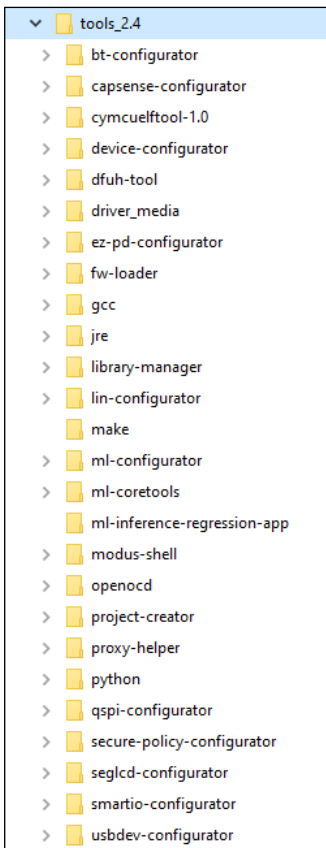 tools_2.4
bt-configurator
capsense-configurator
cymcuelftool-1.0
device-configurator
dfuh-tool
driver_media
ez-pd-configurator
fw-loader
gcc
jre
library-manager
lin-configurator
make
ml-configurator
ml-coretools
ml-inference-regression-app
modus-shell
openocd
project-creator
proxy-helper
python
qspi-configurator
secure-policy-configurator
seglcd-configurator
smartio-configurator
usbdev-configurator